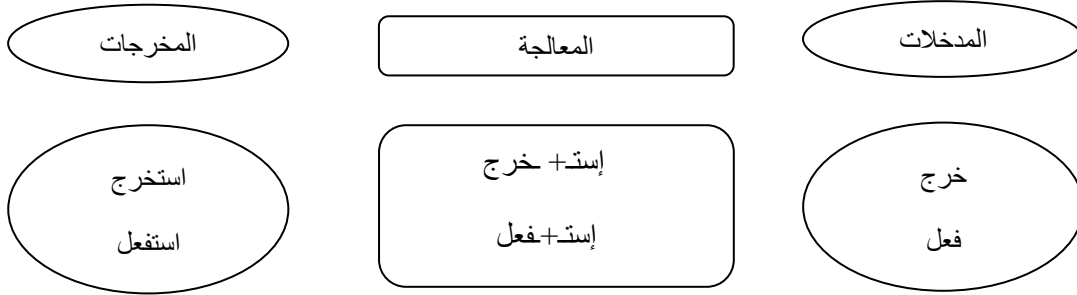 المدخلات
المعالجة
المخرجات
خرج
فعل
إستـ+ خرج
إستـ+فعل
استخرج
استفعل